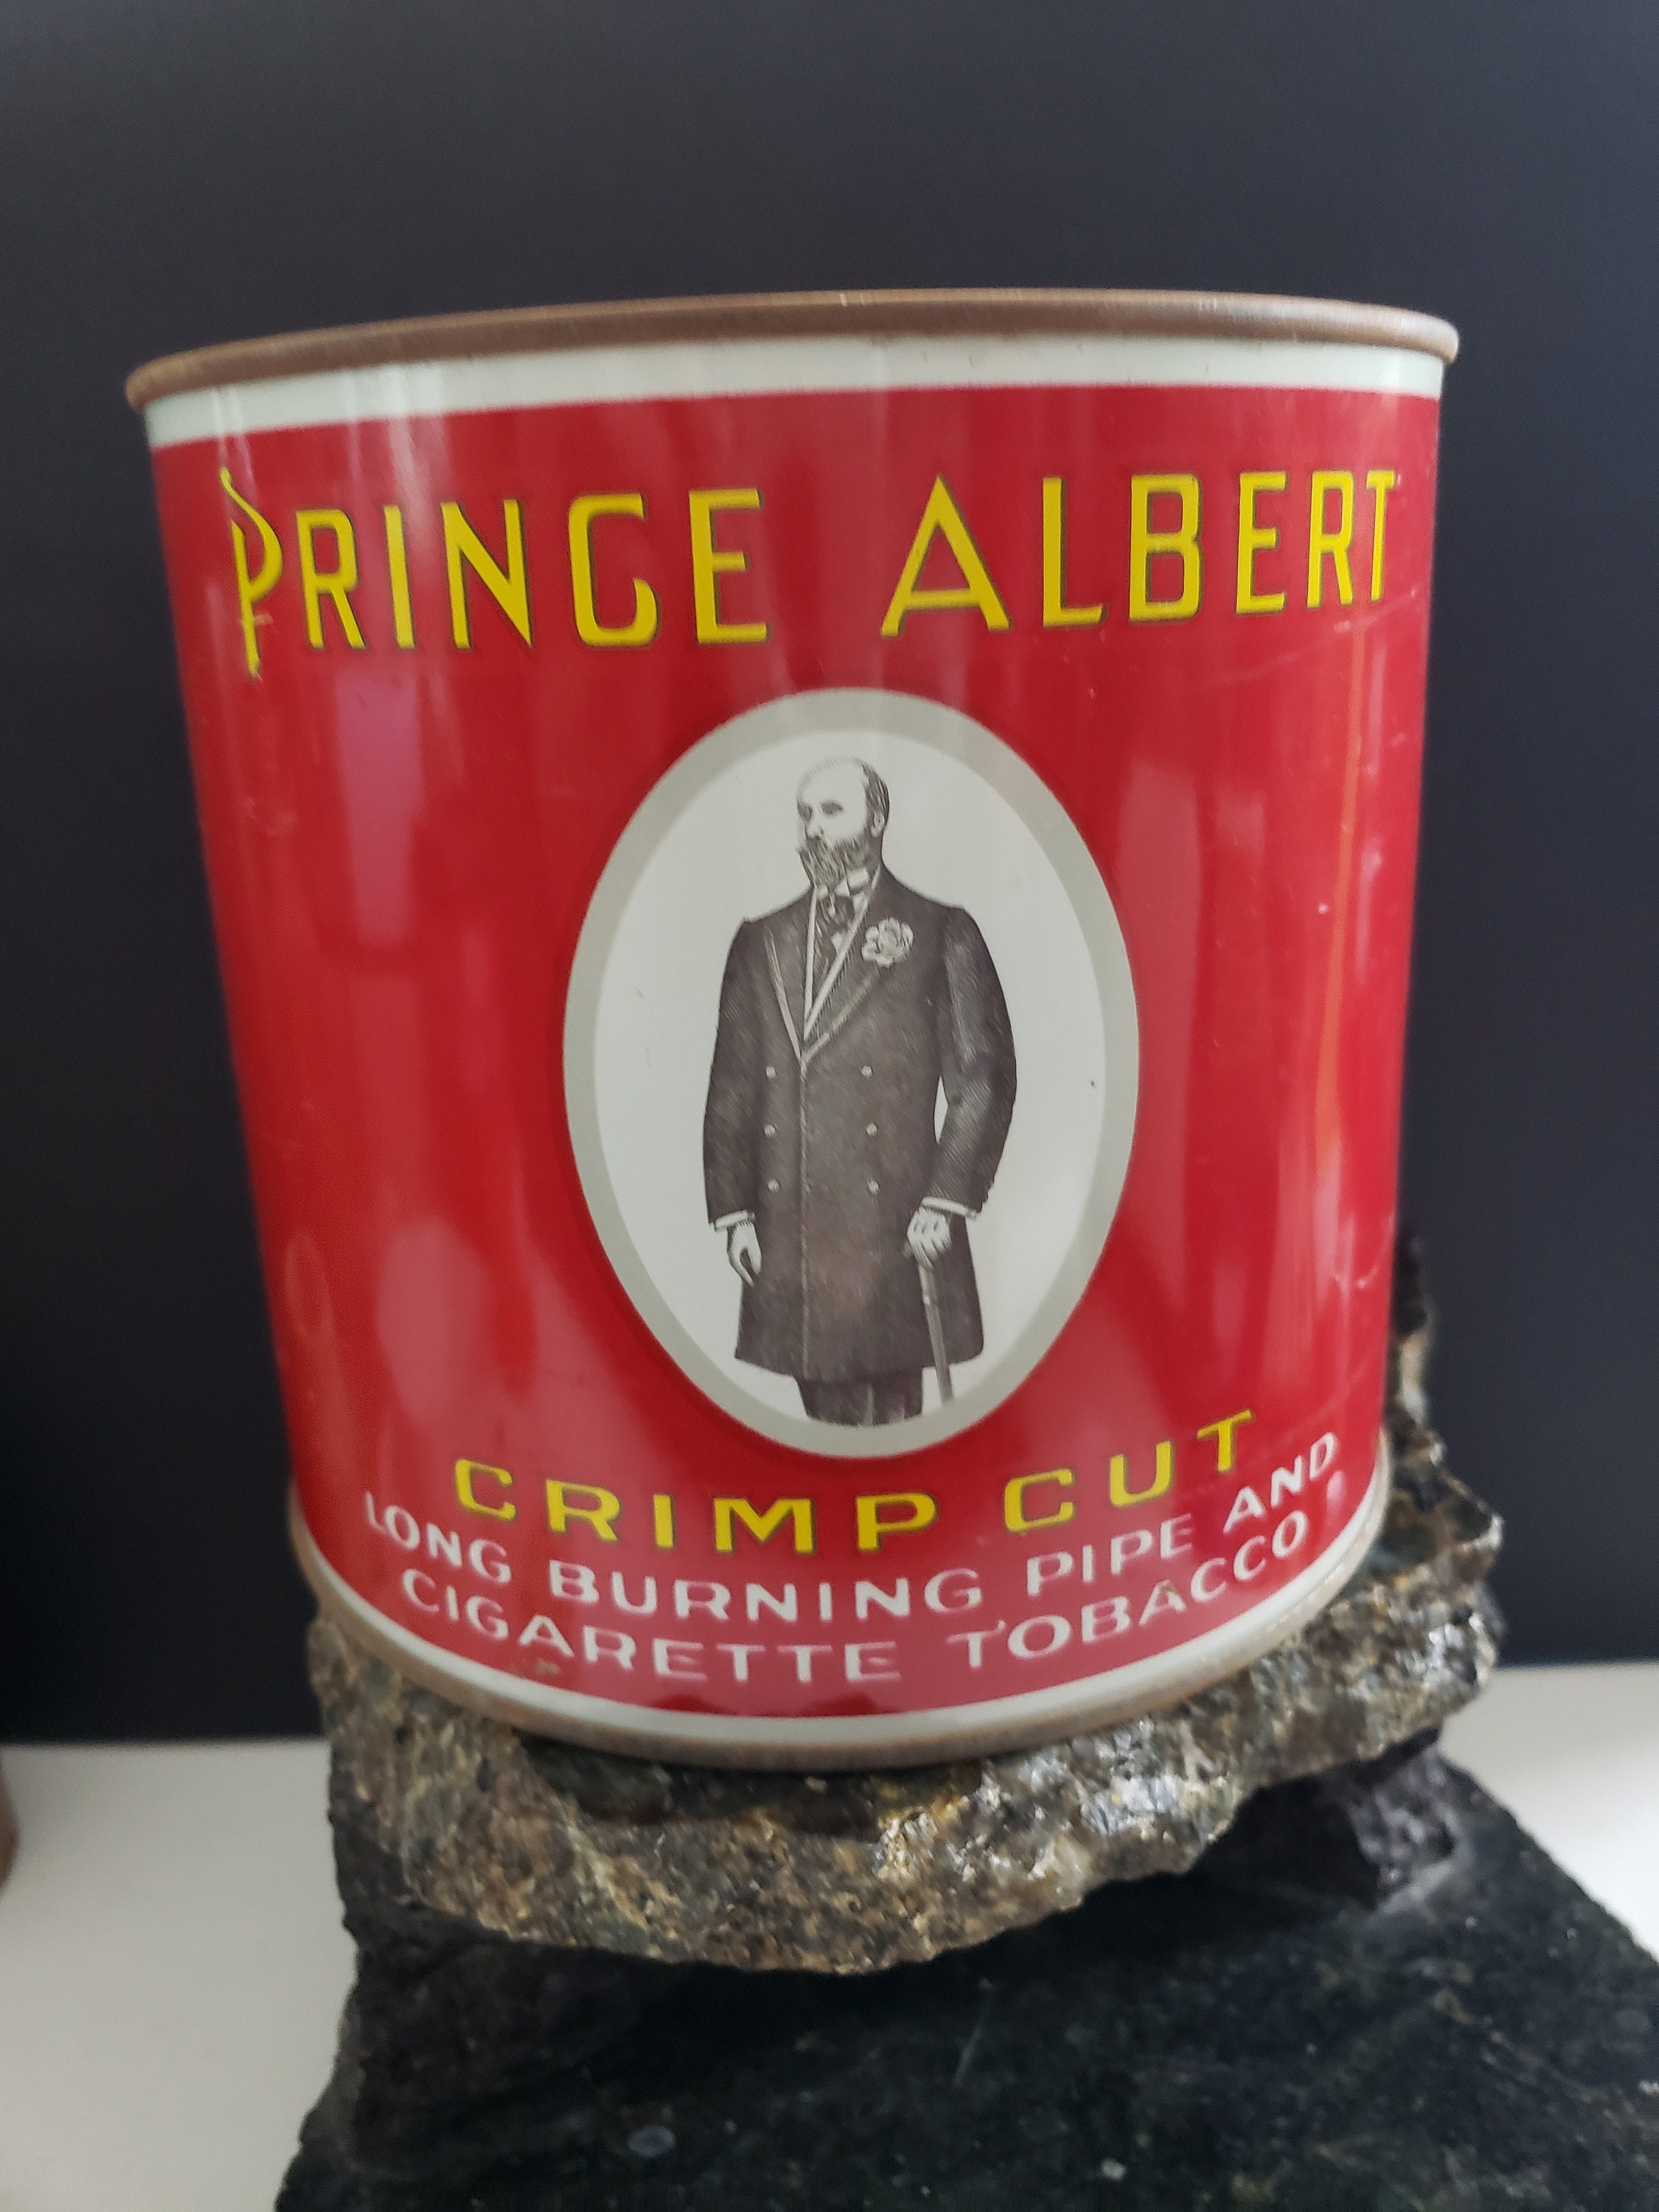 PRINCE ALBERT
CRIMP CUT
LONG BURNING PIPE AND
CIGARETTE TOBACCO